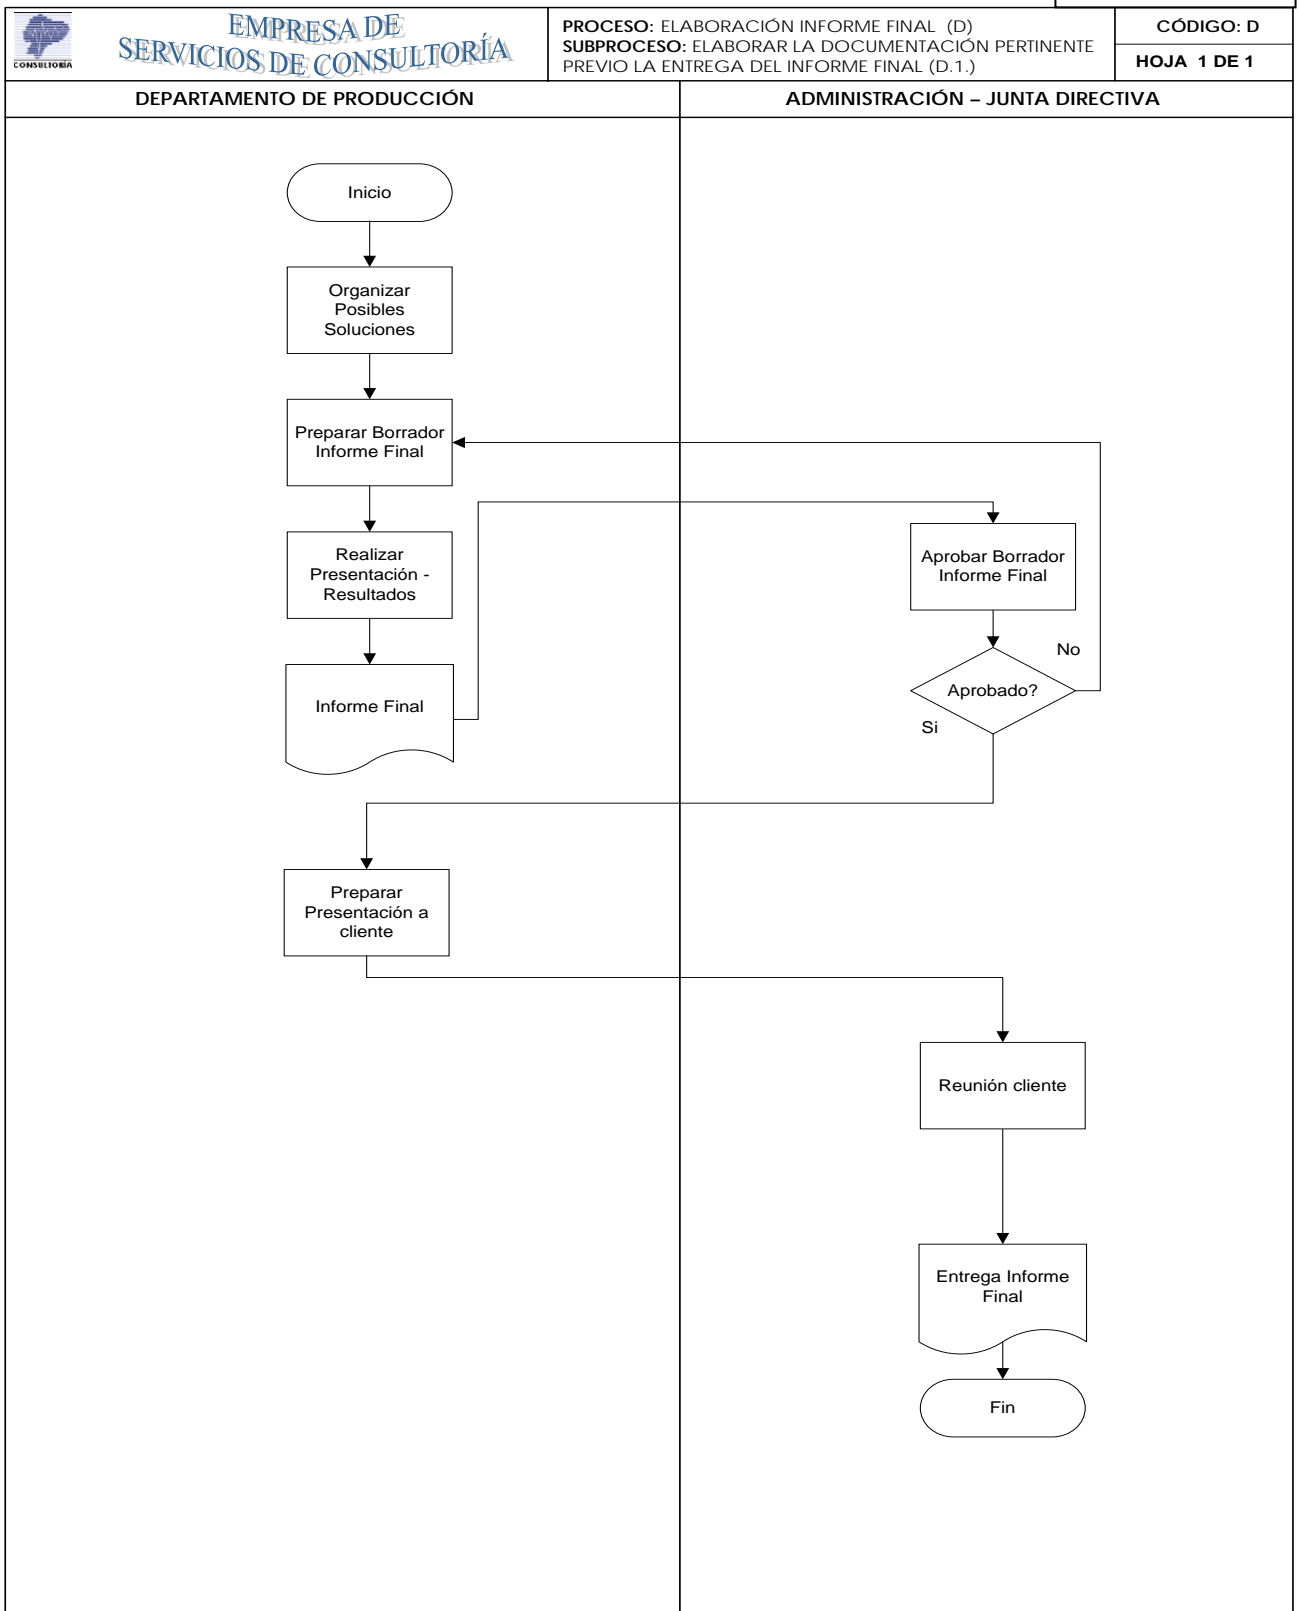 CONSULTORÍA
EMPRESA DE
SERVICIOS DE CONSULTORÍA
PROCESO: ELABORACIÓN INFORME FINAL (D)
SUBPROCESO: ELABORAR LA DOCUMENTACIÓN PERTINENTE
PREVIO LA ENTREGA DEL INFORME FINAL (D.1.)
CÓDIGO: D
HOJA 1 DE 1
DEPARTAMENTO DE PRODUCCIÓN
ADMINISTRACIÓN – JUNTA DIRECTIVA
Inicio
Organizar
Posibles
Soluciones
Preparar Borrador
Informe Final
Realizar
Presentación -
Resultados
Informe Final
Aprobar Borrador
Informe Final
No
Aprobado?
Si
Preparar
Presentación a
cliente
Reunión cliente
Entrega Informe
Final
Fin